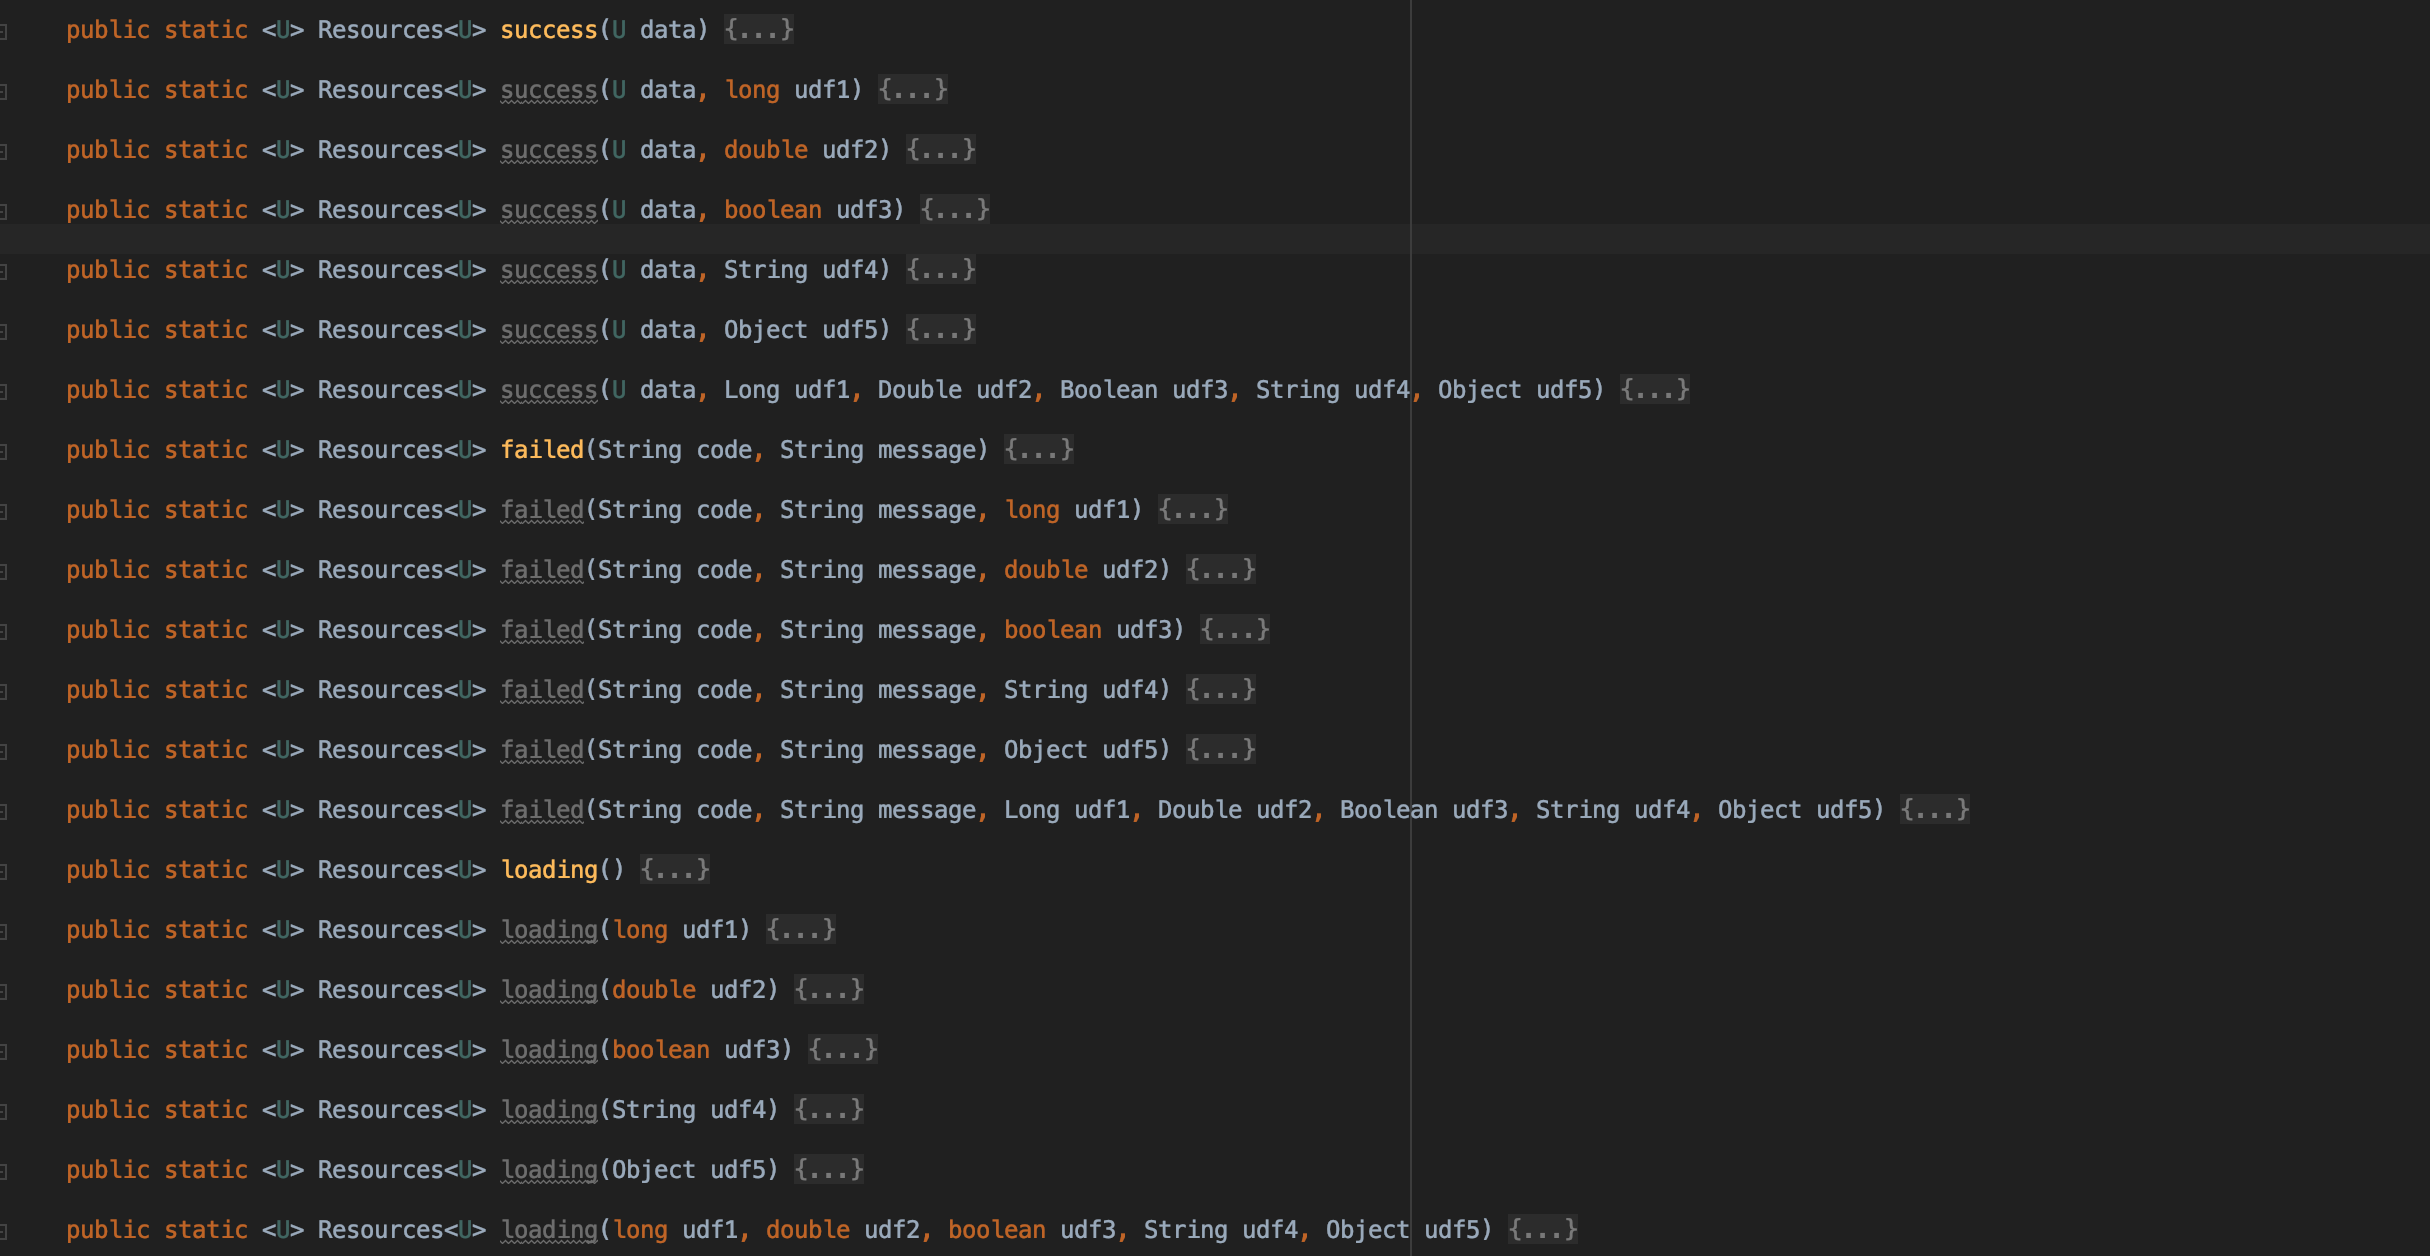 public static <U> Resources<U> success(U data) {...}
public static <U> Resources<U> success(U data, long udf1) {...}
public static <U> Resources<U> success(U data, double udf2) {...}
public static <U> Resources<U> success(U data, boolean udf3) {...}
public static <U> Resources<U> success(U data, String udf4) {...}
public static <U> Resources<U> success(U data, Object udf5) {...}
public static <U> Resources<U> success(U data, Long udf1, Double udf2, Boolean udf3, String udf4, Object udf5) {...}
public static <U> Resources<U> failed(String code, String message) {...}
public static <U> Resources<U> failed(String code, String message, long udf1) {...}
public static <U> Resources<U> failed(String code, String message, double udf2) {...}
public static <U> Resources<U> failed(String code, String message, boolean udf3) {...}
public static <U> Resources<U> failed(String code, String message, String udf4) {...}
public static <U> Resources<U> failed(String code, String message, Object udf5) {...}
public static <U> Resources<U> failed(String code, String message, Long udf1, Double udf2, Boolean udf3, String udf4, Object udf5) {...}
public static <U> Resources<U> loading() {...}
public static <U> Resources<U> loading(long udf1) {...}
public static <U> Resources<U> loading(double udf2) {...}
public static <U> Resources<U> loading(boolean udf3) {...}
public static <U> Resources<U> loading(String udf4) {...}
public static <U> Resources<U> loading(Object udf5) {...}
public static <U> Resources<U> loading(long udf1, double udf2, boolean udf3, String udf4, Object udf5) {...}